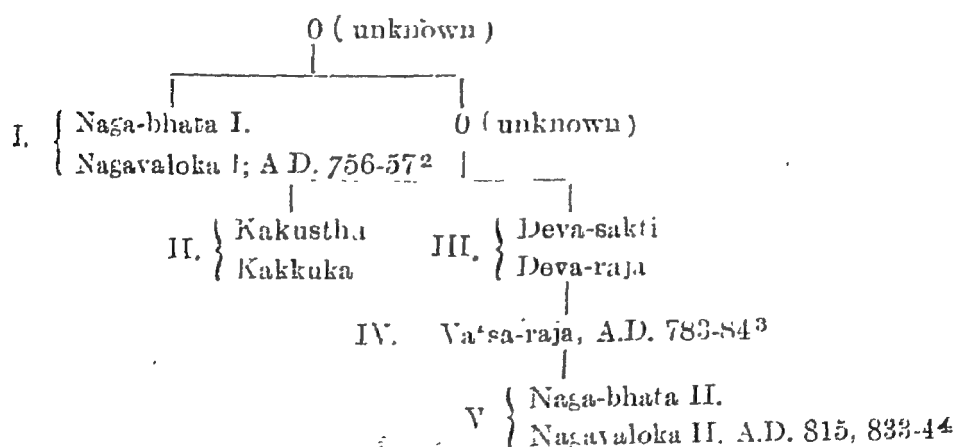 0 ( unknown )
I. { Naga-bhata I. 0 ( unknown )
Nagavaloka I; A D. 756-57²
II. { Kakustha III. { Deva-sakti
Kakkuka Deva-raja
IV. Vatsa-raja, A.D. 783-84³
V { Naga-bhata II.
Nagavaloka II. A.D. 815, 833-4⁴